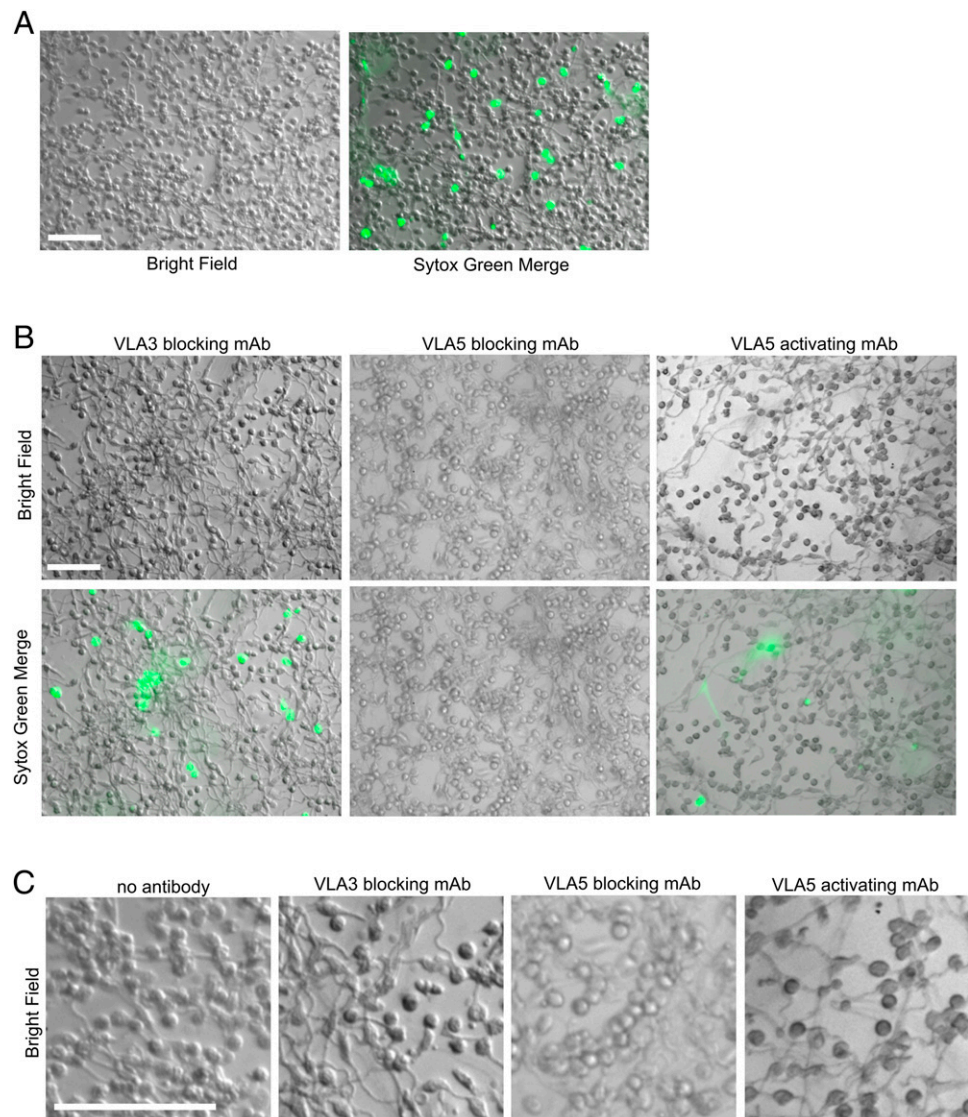 A
Bright Field
Sytox Green Merge
B
VLA3 blocking mAb
VLA5 blocking mAb
VLA5 activating mAb
Bright Field
Sytox Green Merge
C
no antibody
VLA3 blocking mAb
VLA5 blocking mAb
VLA5 activating mAb
Bright Field